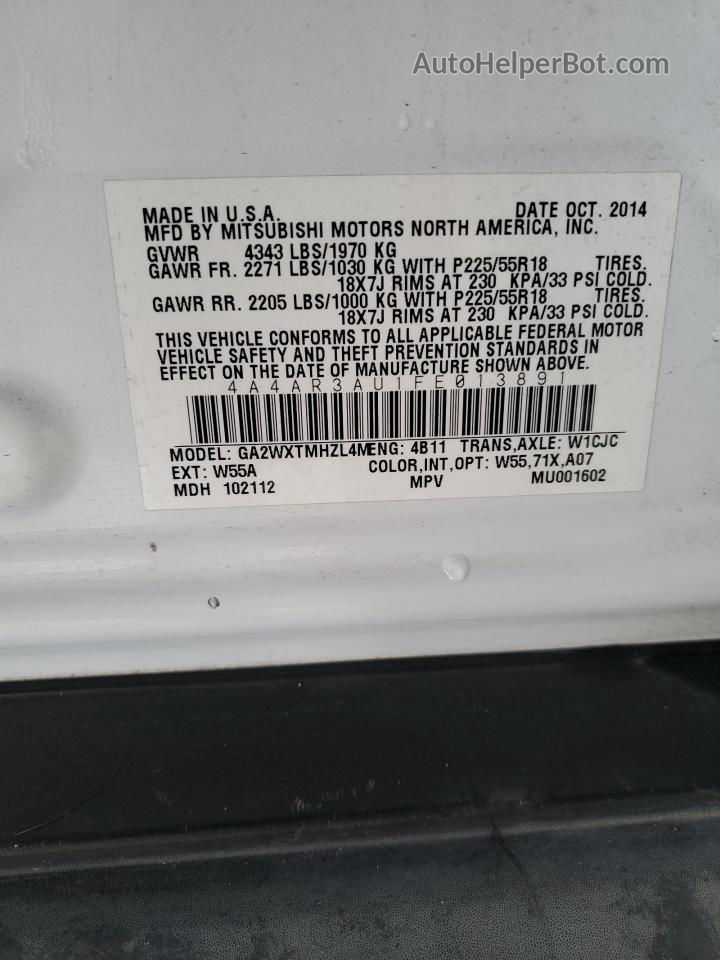 AutoHelperBot.com
MADE IN U.S.A. DATE OCT. 2014
MFD BY MITSUBISHI MOTORS NORTH AMERICA, INC.
GVWR 4343 LBS/1970 KG
GAWR FR. 2271 LBS/1030 KG WITH P225/55R18 TIRES.
18X7J RIMS AT 230 KPA/33 PSI COLD.
GAWR RR. 2205 LBS/1000 KG WITH P225/55R18 TIRES.
18X7J RIMS AT 230 KPA/33 PSI COLD.
THIS VEHICLE CONFORMS TO ALL APPLICABLE FEDERAL MOTOR
VEHICLE SAFETY AND THEFT PREVENTION STANDARDS IN
EFFECT ON THE DATE OF MANUFACTURE SHOWN ABOVE.
4A4AR3AU1FE013891
MODEL: GA2WXTMHZL4M ENG: 4B11 TRANS,AXLE: W1CJC
EXT: W55A COLOR,INT,OPT: W55,71X,A07
MDH 102112 MPV MU001602